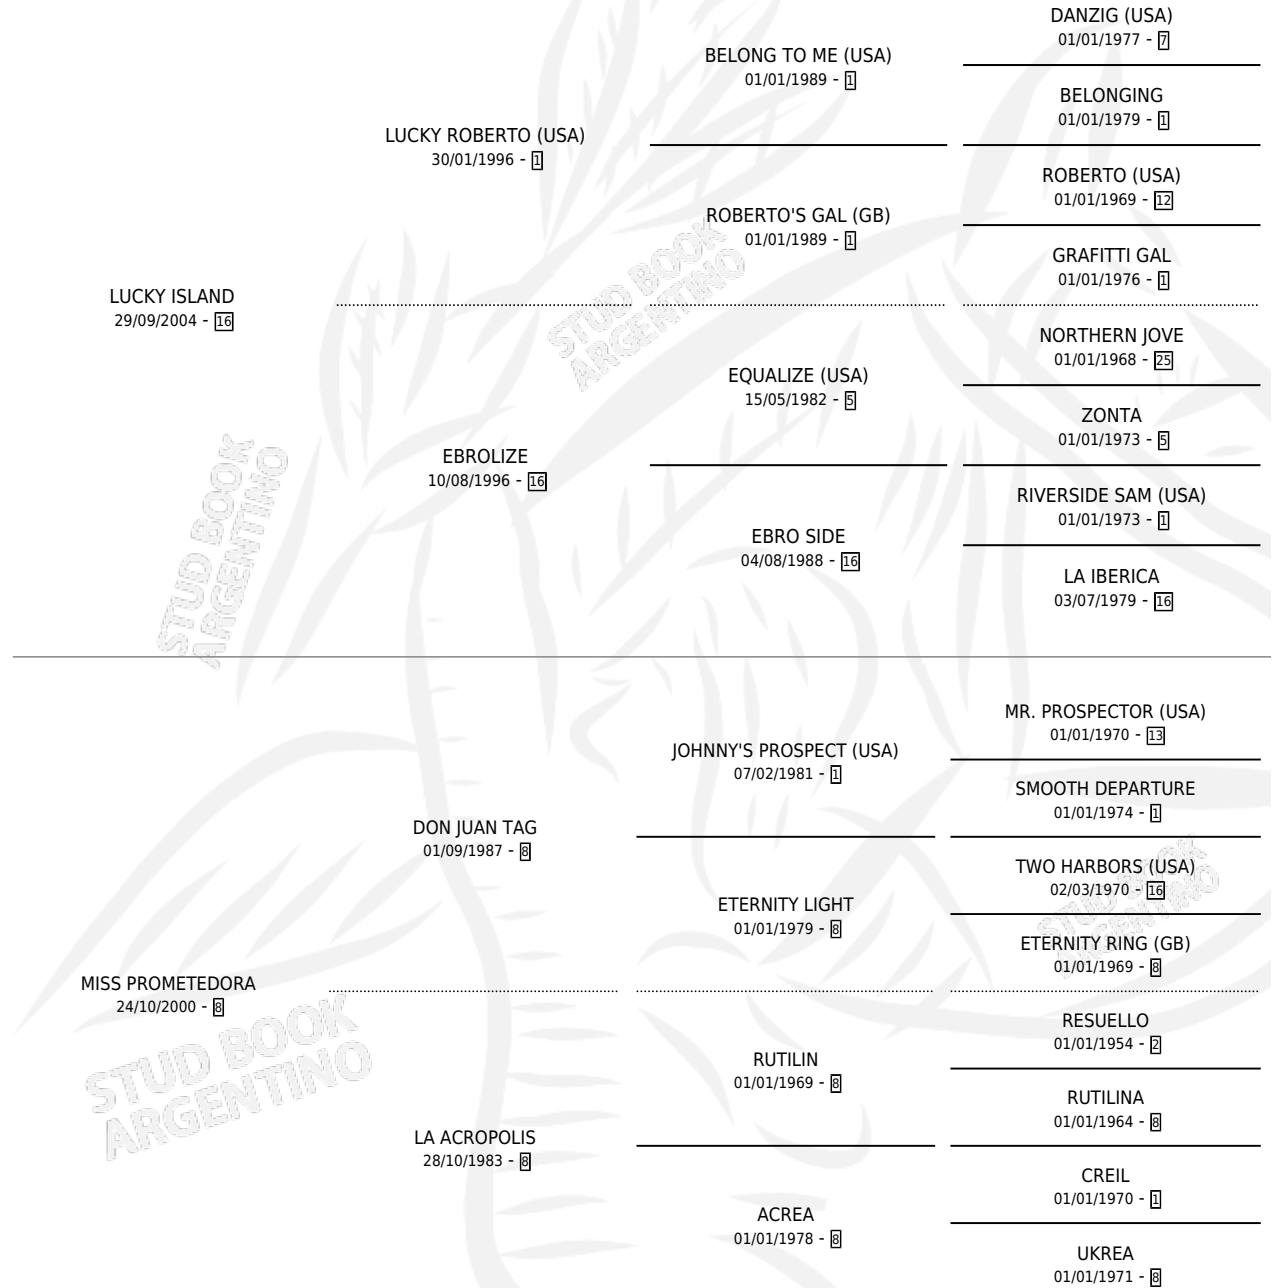 DANZIG (USA)
01/01/1977 - 7
BELONG TO ME (USA)
01/01/1989 - 1
BELONGING
01/01/1979 - 1
LUCKY ROBERTO (USA)
30/01/1996 - 1
ROBERTO (USA)
01/01/1969 - 12
ROBERTO'S GAL (GB)
01/01/1989 - 1
GRAFITTI GAL
01/01/1976 - 1
LUCKY ISLAND
29/09/2004 - 16
STUD BOOK
ARGENTINO
NORTHERN JOVE
01/01/1968 - 25
EQUALIZE (USA)
15/05/1982 - 5
ZONTA
01/01/1973 - 5
EBROLIZE
10/08/1996 - 16
RIVERSIDE SAM (USA)
01/01/1973 - 1
EBRO SIDE
04/08/1988 - 16
LA IBERICA
03/07/1979 - 16
STUD BOOK
ARGENTINO
MR. PROSPECTOR (USA)
01/01/1970 - 13
JOHNNY'S PROSPECT (USA)
07/02/1981 - 1
SMOOTH DEPARTURE
01/01/1974 - 1
DON JUAN TAG
01/09/1987 - 8
TWO HARBORS (USA)
02/03/1970 - 16
ETERNITY LIGHT
01/01/1979 - 8
STUD BOOK
ARGENTINO
ETERNITY RING (GB)
01/01/1969 - 8
MISS PROMETEDORA
24/10/2000 - 8
STUD BOOK
ARGENTINO
RESUELLO
01/01/1954 - 2
RUTILIN
01/01/1969 - 8
RUTILINA
01/01/1964 - 8
LA ACROPOLIS
28/10/1983 - 8
CREIL
01/01/1970 - 1
ACREA
01/01/1978 - 8
UKREA
01/01/1971 - 8